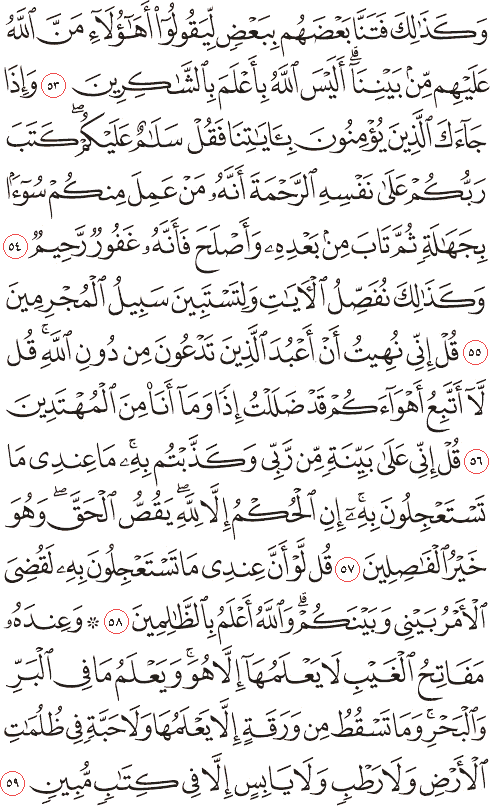 وَكَذَٰلِكَ فَتَنَّا بَعْضَهُم بِبَعْضٍ لِّيَقُولُوٓا۟ أَهَـٰٓؤُلَآءِ مَنَّ ٱللَّهُ
عَلَيْهِم مِّنۢ بَيْنِنَآ ۗ أَلَيْسَ ٱللَّهُ بِأَعْلَمَ بِٱلشَّـٰكِرِينَ ٥٣ وَإِذَا
جَآءَكَ ٱلَّذِينَ يُؤْمِنُونَ بِـَٔايَـٰتِنَا فَقُلْ سَلَـٰمٌ عَلَيْكُمْ ۖ كَتَبَ
رَبُّكُمْ عَلَىٰ نَفْسِهِ ٱلرَّحْمَةَ ۖ أَنَّهُۥ مَنْ عَمِلَ مِنكُمْ سُوٓءًۢا
بِجَهَـٰلَةٍ ثُمَّ تَابَ مِنۢ بَعْدِهِۦ وَأَصْلَحَ فَأَنَّهُۥ غَفُورٌ رَّحِيمٌ ٥٤
وَكَذَٰلِكَ نُفَصِّلُ ٱلْـَٔايَـٰتِ وَلِتَسْتَبِينَ سَبِيلُ ٱلْمُجْرِمِينَ
٥٥ قُلْ إِنِّى نُهِيتُ أَنْ أَعْبُدَ ٱلَّذِينَ تَدْعُونَ مِن دُونِ ٱللَّهِ ۚ قُل
لَّآ أَتَّبِعُ أَهْوَآءَكُمْ ۙ قَدْ ضَلَلْتُ إِذًا وَمَآ أَنَا۠ مِنَ ٱلْمُهْتَدِينَ
٥٦ قُلْ إِنِّى عَلَىٰ بَيِّنَةٍ مِّن رَّبِّى وَكَذَّبْتُم بِهِۦ ۚ مَا عِندِى مَا
تَسْتَعْجِلُونَ بِهِۦٓ ۚ إِنِ ٱلْحُكْمُ إِلَّا لِلَّهِ ۖ يَقُصُّ ٱلْحَقَّ ۖ وَهُوَ
خَيْرُ ٱلْفَـٰصِلِينَ ٥٧ قُل لَّوْ أَنَّ عِندِى مَا تَسْتَعْجِلُونَ بِهِۦ لَقُضِىَ
ٱلْأَمْرُ بَيْنِى وَبَيْنَكُمْ ۗ وَٱللَّهُ أَعْلَمُ بِٱلظَّـٰلِمِينَ ٥٨ ۞ وَعِندَهُۥ
مَفَاتِحُ ٱلْغَيْبِ لَا يَعْلَمُهَآ إِلَّا هُوَ ۚ وَيَعْلَمُ مَا فِى ٱلْبَرِّ
وَٱلْبَحْرِ ۚ وَمَا تَسْقُطُ مِن وَرَقَةٍ إِلَّا يَعْلَمُهَا وَلَا حَبَّةٍ فِى ظُلُمَـٰتِ
ٱلْأَرْضِ وَلَا رَطْبٍ وَلَا يَابِسٍ إِلَّا فِى كِتَـٰبٍ مُّبِينٍ ٥٩